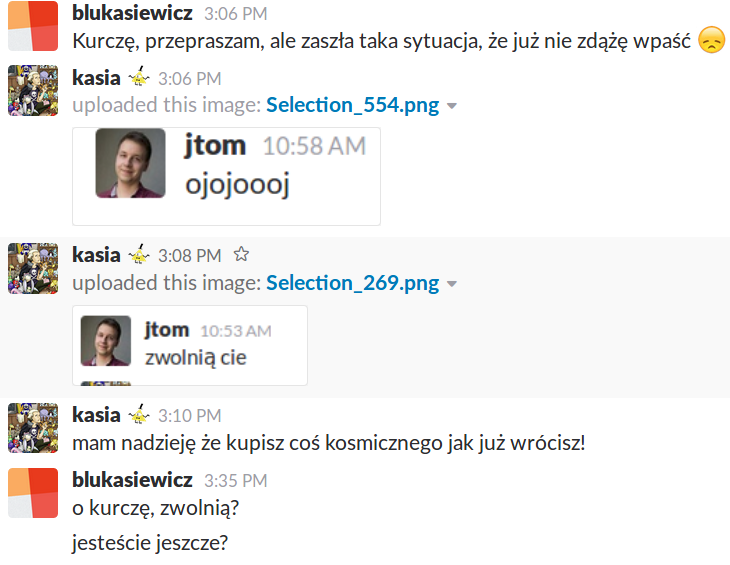 blukasiewicz 3:06 PM
Kurczę, przepraszam, ale zaszła taka sytuacja, że już nie zdążę wpaść 😞
kasia 3:06 PM
uploaded this image: Selection_554.png
jtom 10:58 AM
ojojoooj
kasia 3:08 PM
uploaded this image: Selection_269.png
jtom 10:53 AM
zwolnią cie
kasia 3:10 PM
mam nadzieję że kupisz coś kosmicznego jak już wrócisz!
blukasiewicz 3:35 PM
o kurczę, zwolnią?
jesteście jeszcze?